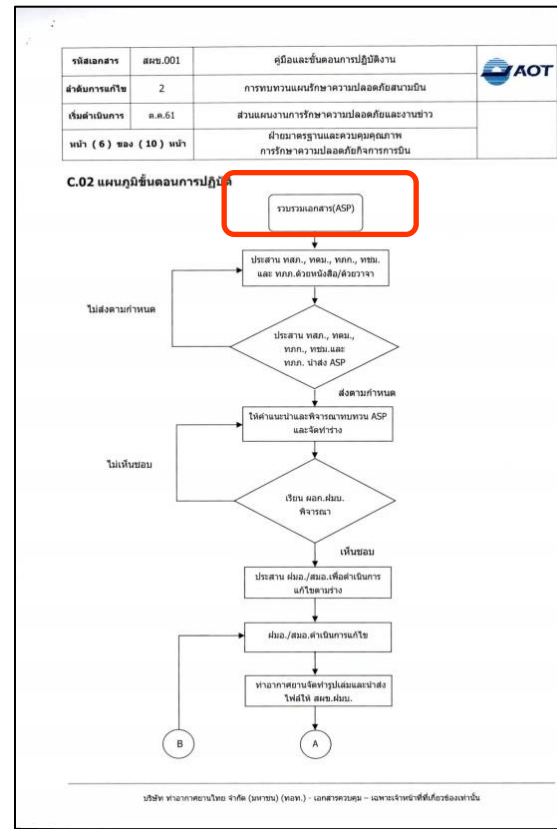 รหัสเอกสาร สผข.001 คู่มือและขั้นตอนการปฏิบัติงาน
AOT
ลำดับการแก้ไข 2 การทบทวนแผนรักษาความปลอดภัยสนามบิน
เริ่มดำเนินการ ต.ค.61 ส่วนแผนงานการรักษาความปลอดภัยและงานข่าว
หน้า ( 6 ) ของ ( 10 ) หน้า ฝ่ายมาตรฐานและควบคุมคุณภาพ
การรักษาความปลอดภัยกิจการการบิน
C.02 แผนภูมิขั้นตอนการปฏิบัติ
รวบรวมเอกสาร(ASP)
ประสาน ทสภ., ทดม., ทภก., ทชม.
และ ทภภ.ด้วยหนังสือ/ด้วยวาจา
ไม่ส่งตามกำหนด
ประสาน ทสภ., ทดม.,
ทภก., ทชม.และ
ทภภ. นำส่ง ASP
ส่งตามกำหนด
ให้คำแนะนำและพิจารณาทบทวน ASP
และจัดทำร่าง
ไม่เห็นชอบ
เรียน ผอก.ฝมบ.
พิจารณา
เห็นชอบ
ประสาน ฝมอ./สมอ.เพื่อดำเนินการ
แก้ไขตามร่าง
ฝมอ./สมอ.ดำเนินการแก้ไข
ท่าอากาศยานจัดทำรูปเล่มและนำส่ง
ไฟล์ให้ สผข.ฝมบ.
B
A
บริษัท ท่าอากาศยานไทย จำกัด (มหาชน) (ทอท.) - เอกสารควบคุม – เฉพาะเจ้าหน้าที่ที่เกี่ยวข้องเท่านั้น